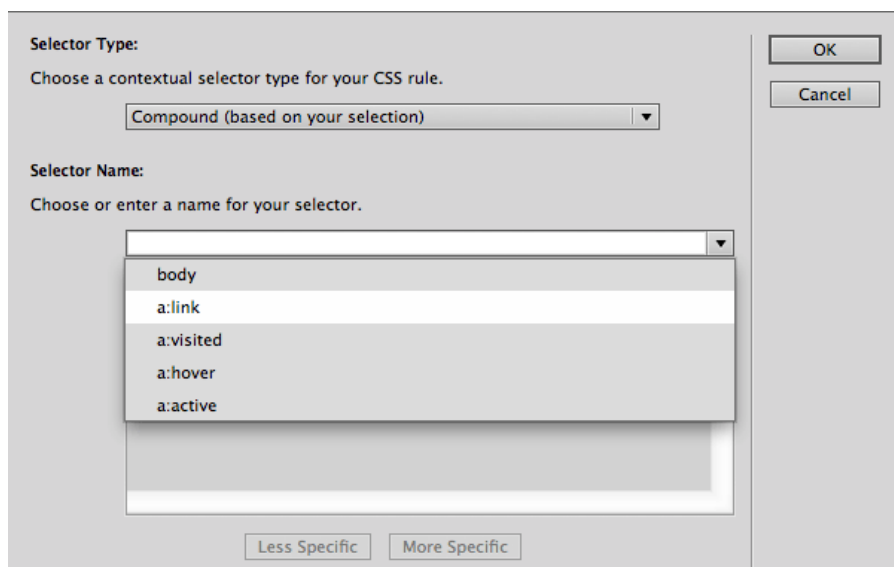 Selector Type:
OK
Choose a contextual selector type for your CSS rule.
Cancel
Compound (based on your selection)
Selector Name:
Choose or enter a name for your selector.
body
a:link
a:visited
a:hover
a:active
Less Specific
More Specific